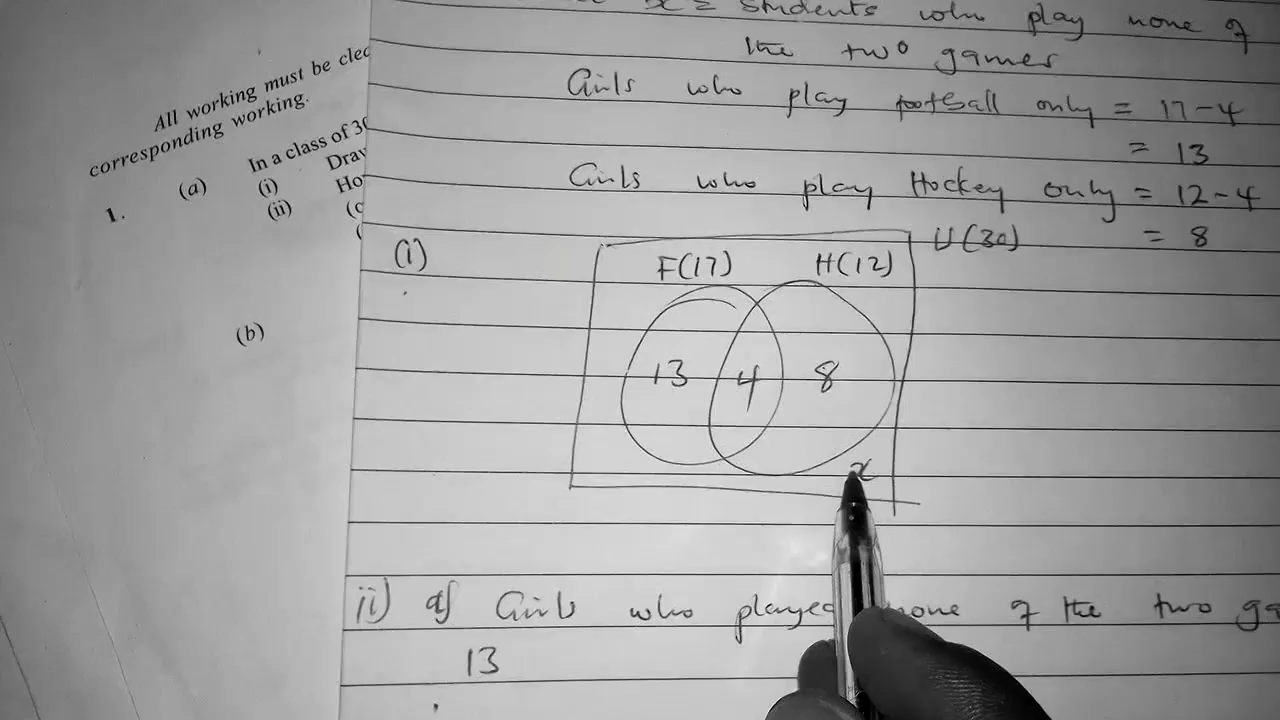 x = students who play none of
the two games
Girls who play football only = 17-4
= 13
Girls who play Hockey only = 12-4
= 8
All working must be clea
corresponding working.
1. (a) In a class of 30
(i) Draw
(ii) Ho
(b)
(i)
U(30)
F(17) H(12)
13 4 8
x
ii) a) Girls who played none of the two ga
13